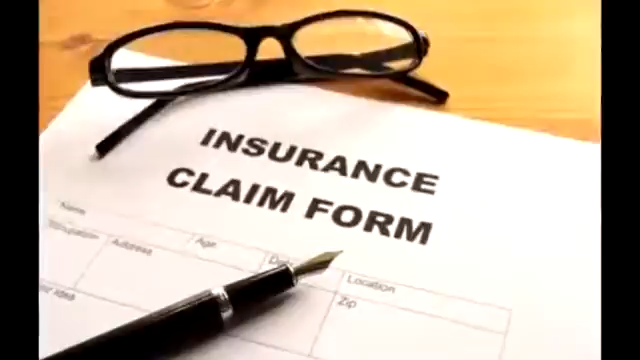 INSURANCE
CLAIM FORM
Name
Occupation Address Age
Location
Zip